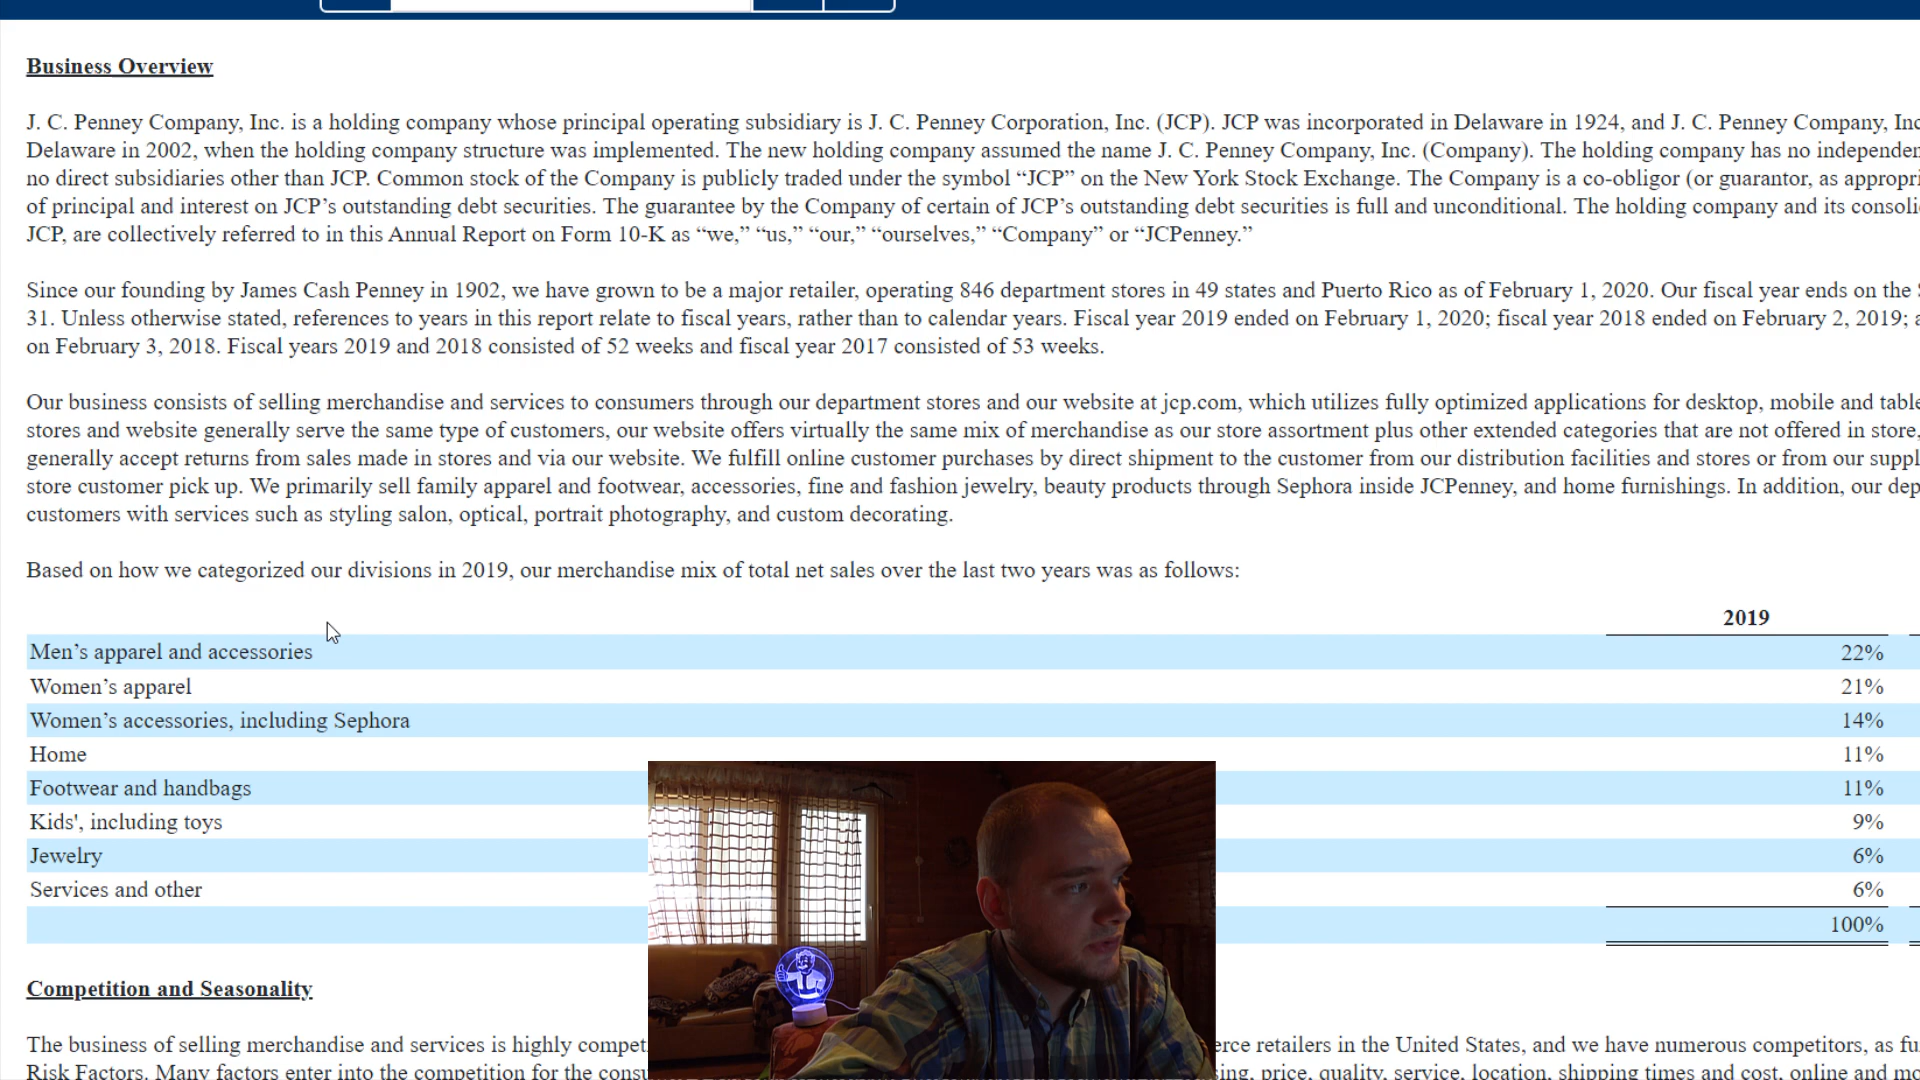 Business Overview
J. C. Penney Company, Inc. is a holding company whose principal operating subsidiary is J. C. Penney Corporation, Inc. (JCP). JCP was incorporated in Delaware in 1924, and J. C. Penney Company, Inc
Delaware in 2002, when the holding company structure was implemented. The new holding company assumed the name J. C. Penney Company, Inc. (Company). The holding company has no independen
no direct subsidiaries other than JCP. Common stock of the Company is publicly traded under the symbol “JCP” on the New York Stock Exchange. The Company is a co-obligor (or guarantor, as appropri
of principal and interest on JCP’s outstanding debt securities. The guarantee by the Company of certain of JCP’s outstanding debt securities is full and unconditional. The holding company and its consoli
JCP, are collectively referred to in this Annual Report on Form 10-K as “we,” “us,” “our,” “ourselves,” “Company” or “JCPenney.”
Since our founding by James Cash Penney in 1902, we have grown to be a major retailer, operating 846 department stores in 49 states and Puerto Rico as of February 1, 2020. Our fiscal year ends on the
31. Unless otherwise stated, references to years in this report relate to fiscal years, rather than to calendar years. Fiscal year 2019 ended on February 1, 2020; fiscal year 2018 ended on February 2, 2019;
on February 3, 2018. Fiscal years 2019 and 2018 consisted of 52 weeks and fiscal year 2017 consisted of 53 weeks.
Our business consists of selling merchandise and services to consumers through our department stores and our website at jcp.com, which utilizes fully optimized applications for desktop, mobile and table
stores and website generally serve the same type of customers, our website offers virtually the same mix of merchandise as our store assortment plus other extended categories that are not offered in store,
generally accept returns from sales made in stores and via our website. We fulfill online customer purchases by direct shipment to the customer from our distribution facilities and stores or from our suppl
store customer pick up. We primarily sell family apparel and footwear, accessories, fine and fashion jewelry, beauty products through Sephora inside JCPenney, and home furnishings. In addition, our dep
customers with services such as styling salon, optical, portrait photography, and custom decorating.
Based on how we categorized our divisions in 2019, our merchandise mix of total net sales over the last two years was as follows:
2019
Men’s apparel and accessories 22%
Women’s apparel 21%
Women’s accessories, including Sephora 14%
Home 11%
Footwear and handbags 11%
Kids', including toys 9%
Jewelry 6%
Services and other 6%
100%
Competition and Seasonality
The business of selling merchandise and services is highly compet erce retailers in the United States, and we have numerous competitors, as fu
Risk Factors. Many factors enter into the competition for the consu sing, price, quality, service, location, shipping times and cost, online and mo